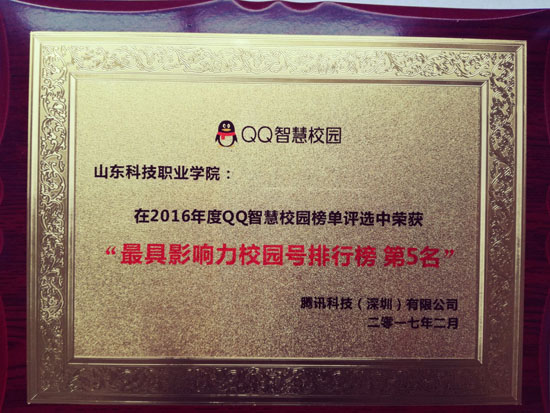 QQ智慧校园
山东科技职业学院：
在2016年度QQ智慧校园榜单评选中荣获
“最具影响力校园号排行榜 第5名”
腾讯科技（深圳）有限公司
二零一七年二月